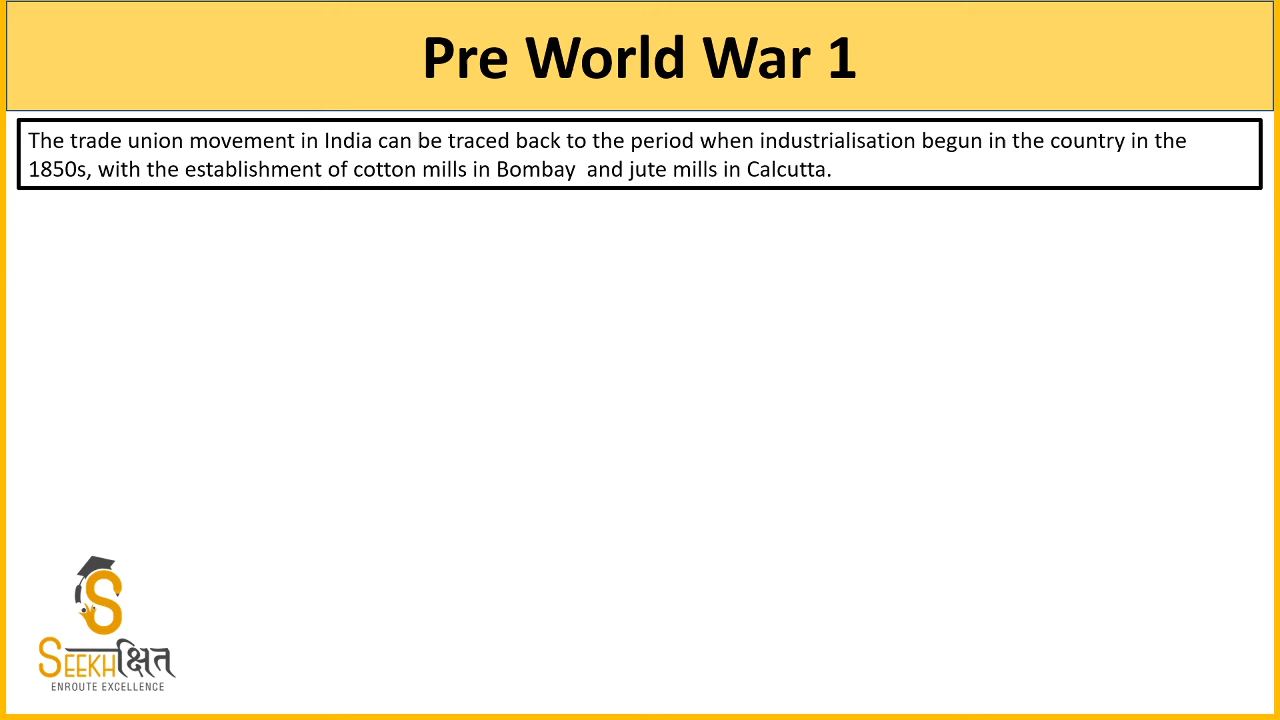 Pre World War 1
The trade union movement in India can be traced back to the period when industrialisation begun in the country in the
1850s, with the establishment of cotton mills in Bombay  and jute mills in Calcutta.
S
SEEKHक्षित
ENROUTE EXCELLENCE